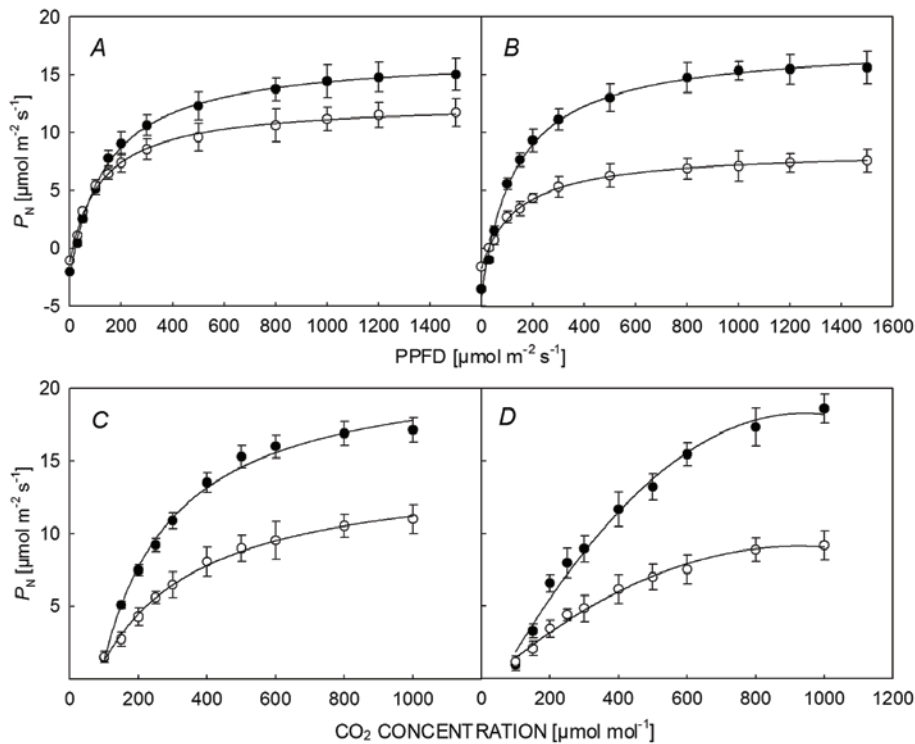 20
15
10
5
0
-5
P_N [µmol m⁻² s⁻¹]
A
B
0 200 400 600 800 1000 1200 1400 0 200 400 600 800 1000 1200 1400 1600
PPFD [µmol m⁻² s⁻¹]
20
15
10
5
P_N [µmol m⁻² s⁻¹]
C
D
0 200 400 600 800 1000 0 200 400 600 800 1000 1200
CO₂ CONCENTRATION [µmol mol⁻¹]